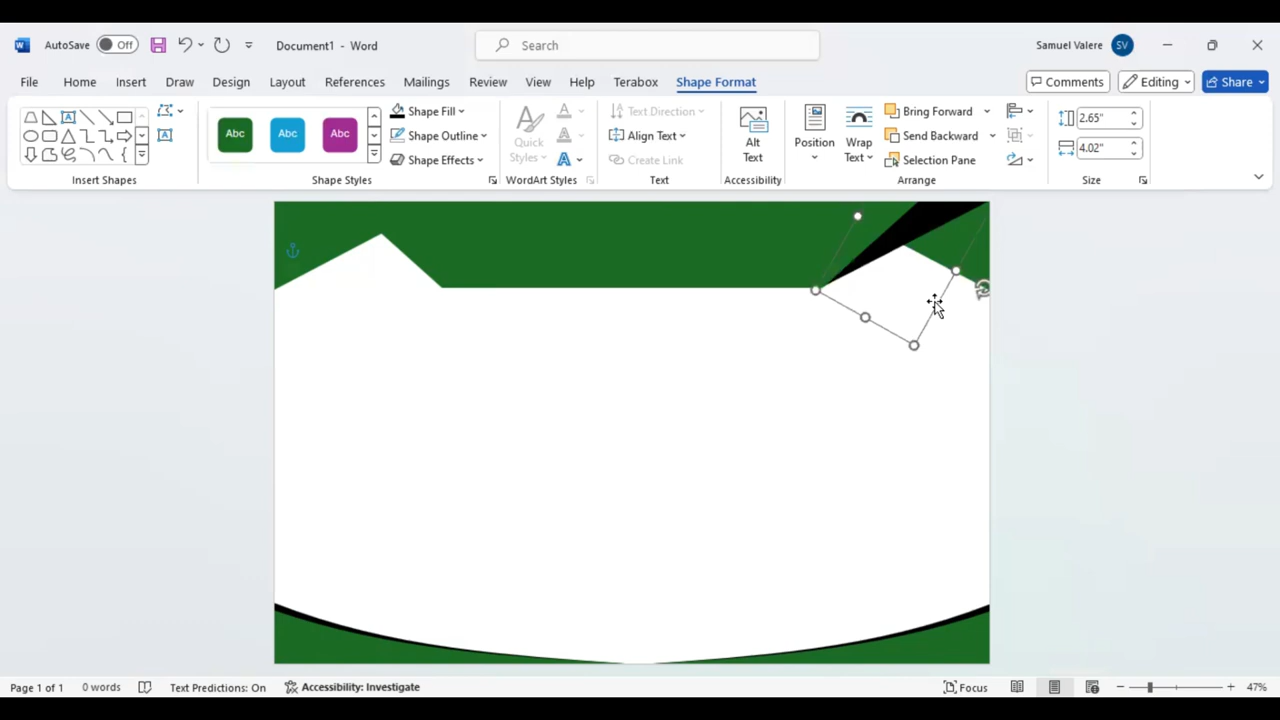 AutoSave Off Document1 - Word Search Samuel Valere SV
File Home Insert Draw Design Layout References Mailings Review View Help Terabox Shape Format Comments Editing Share
Abc Abc Abc
Shape Fill
Shape Outline
Shape Effects
Quick
Styles
Text Direction
Align Text
Create Link
Alt
Text
Position
Wrap
Text
Bring Forward
Send Backward
Selection Pane
2.65"
4.02"
Insert Shapes Shape Styles WordArt Styles Text Accessibility Arrange Size
Page 1 of 1 0 words Text Predictions: On Accessibility: Investigate Focus 47%